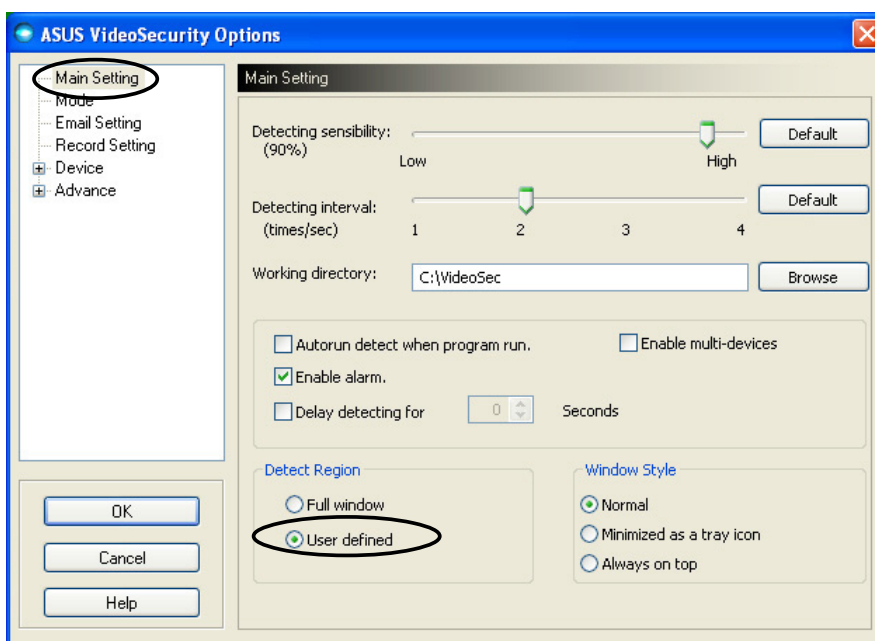 ASUS VideoSecurity Options
Main Setting
Mode
Email Setting
Record Setting
Device
Advance
OK
Cancel
Help
Main Setting
Detecting sensibility:
(90%)
Low
High
Default
Detecting interval:
(times/sec)
1 2 3 4
Default
Working directory:
C:\VideoSec
Browse
Autorun detect when program run.
Enable multi-devices
Enable alarm.
Delay detecting for 0 Seconds
Detect Region
Full window
User defined
Window Style
Normal
Minimized as a tray icon
Always on top